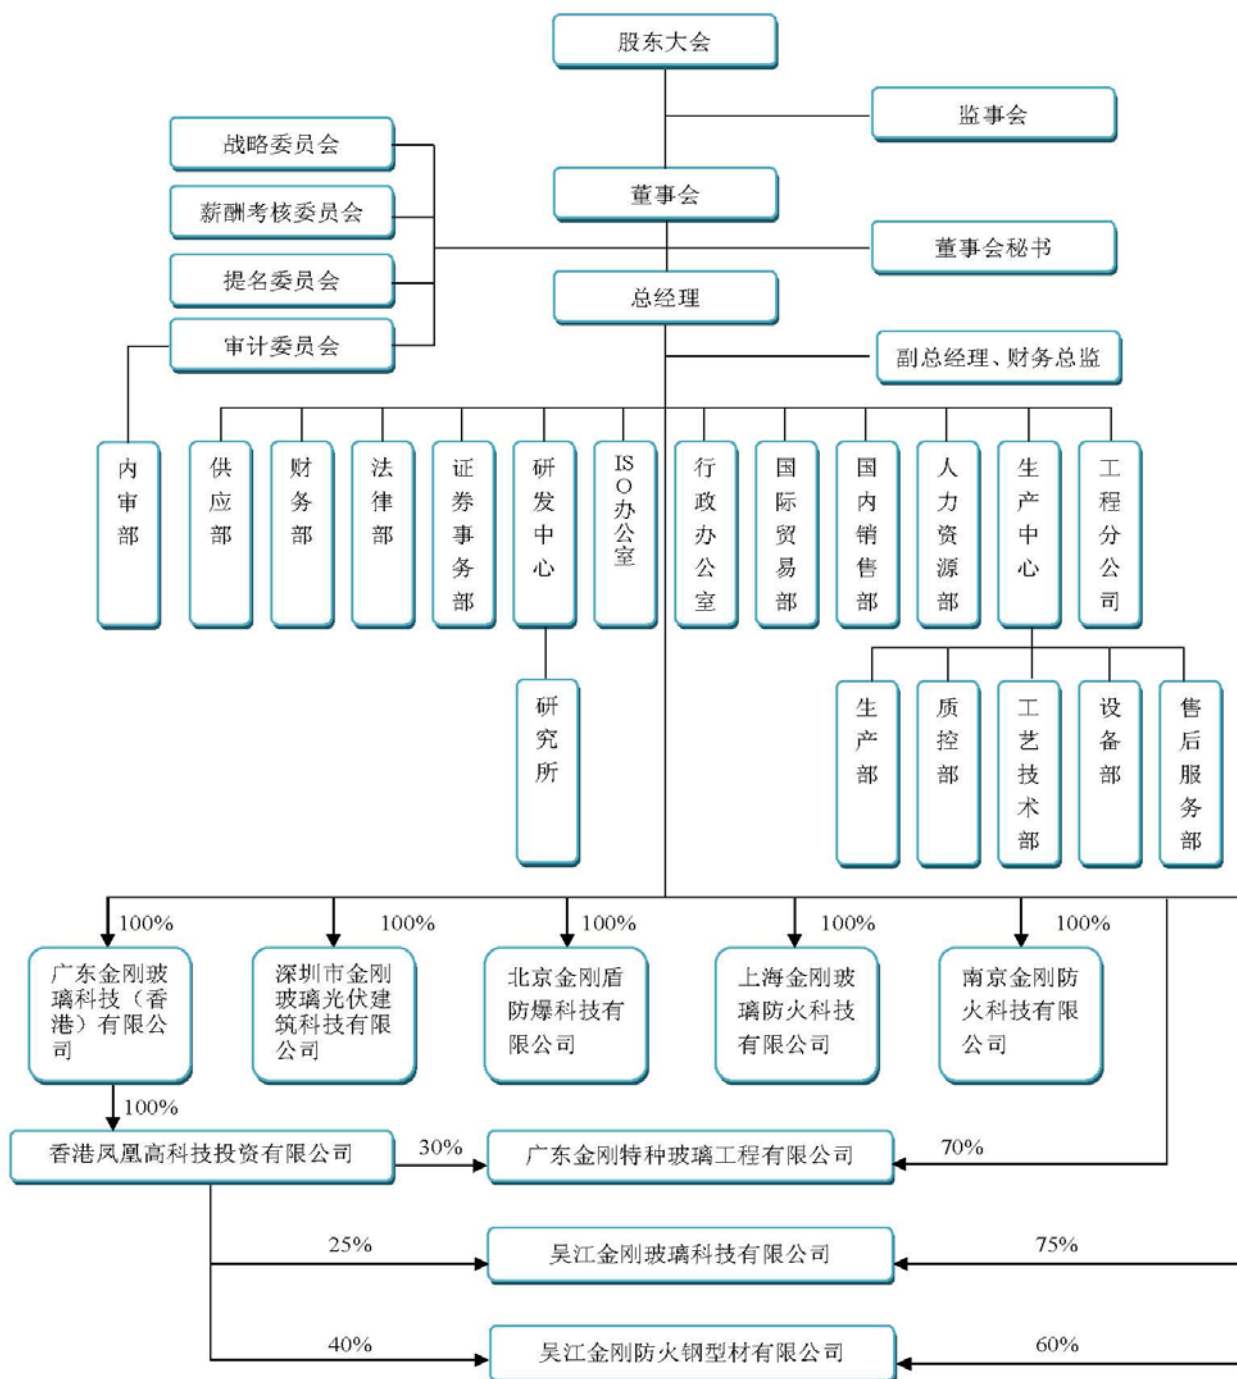 股东大会
监事会
战略委员会
薪酬考核委员会
董事会
董事会秘书
提名委员会
总经理
审计委员会
副总经理、财务总监
内审部
供应部
财务部
法律部
证券事务部
研发中心
ISO办公室
行政办公室
国际贸易部
国内销售部
人力资源部
生产中心
工程分公司
研究所
生产部
质控部
工艺技术部
设备部
售后服务部
100%
100%
100%
100%
100%
广东金刚玻
璃科技（香
港）有限公
司
深圳市金刚
玻璃光伏建
筑科技有限
公司
北京金刚盾
防爆科技有
限公司
上海金刚玻
璃防火科技
有限公司
南京金刚防
火科技有限
公司
100%
香港凤凰高科技投资有限公司
30%
广东金刚特种玻璃工程有限公司
70%
25%
吴江金刚玻璃科技有限公司
75%
40%
吴江金刚防火钢型材有限公司
60%